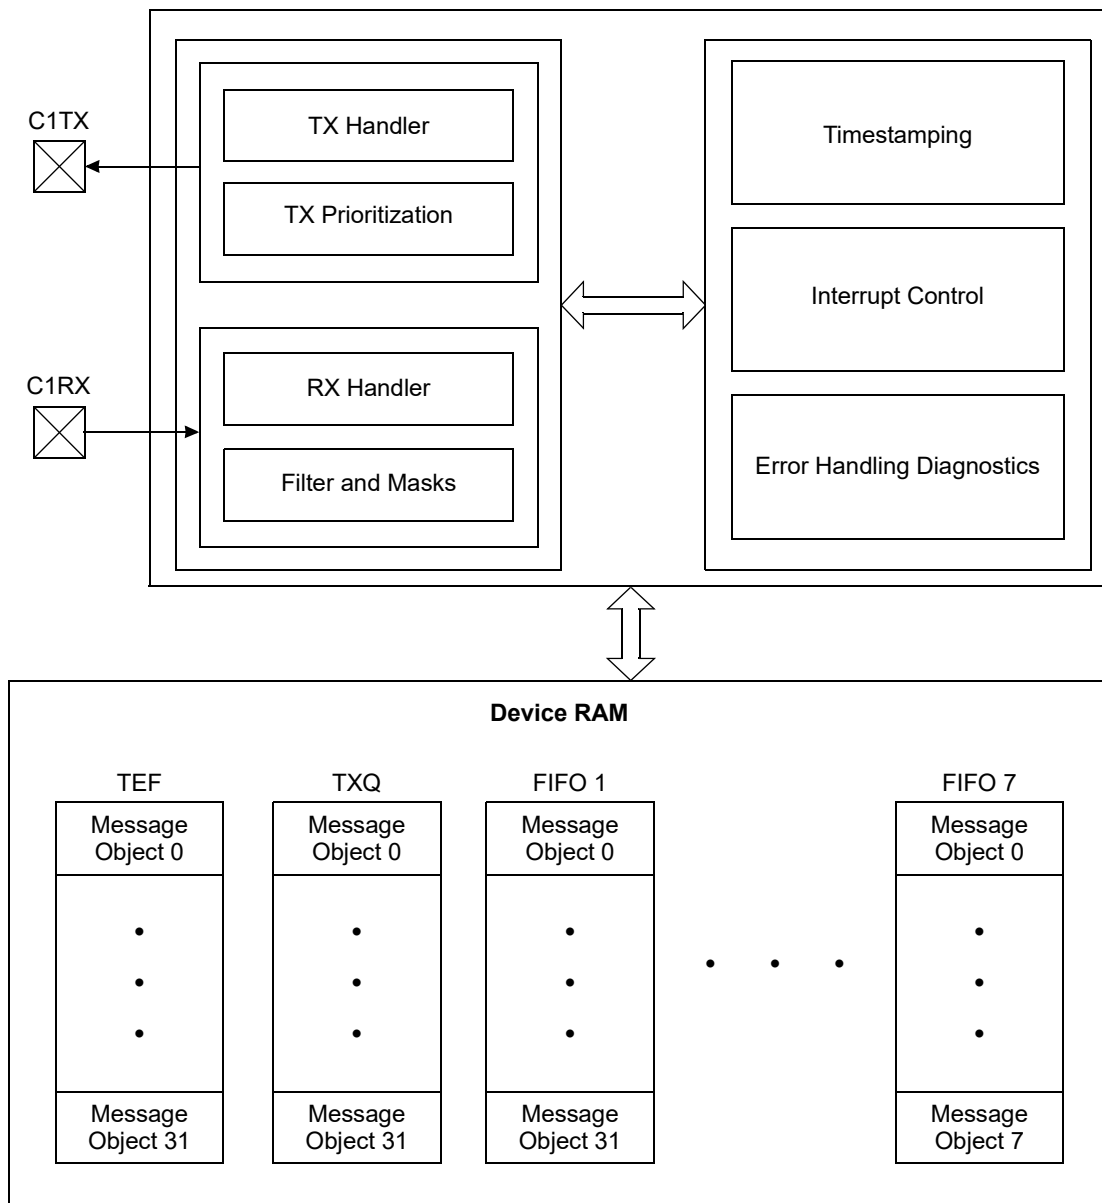 C1TX
TX Handler
TX Prioritization
C1RX
RX Handler
Filter and Masks
Timestamping
Interrupt Control
Error Handling Diagnostics
Device RAM
TEF
TXQ
FIFO 1
FIFO 7
Message
Object 0
Message
Object 0
Message
Object 0
Message
Object 0
Message
Object 31
Message
Object 31
Message
Object 31
Message
Object 7